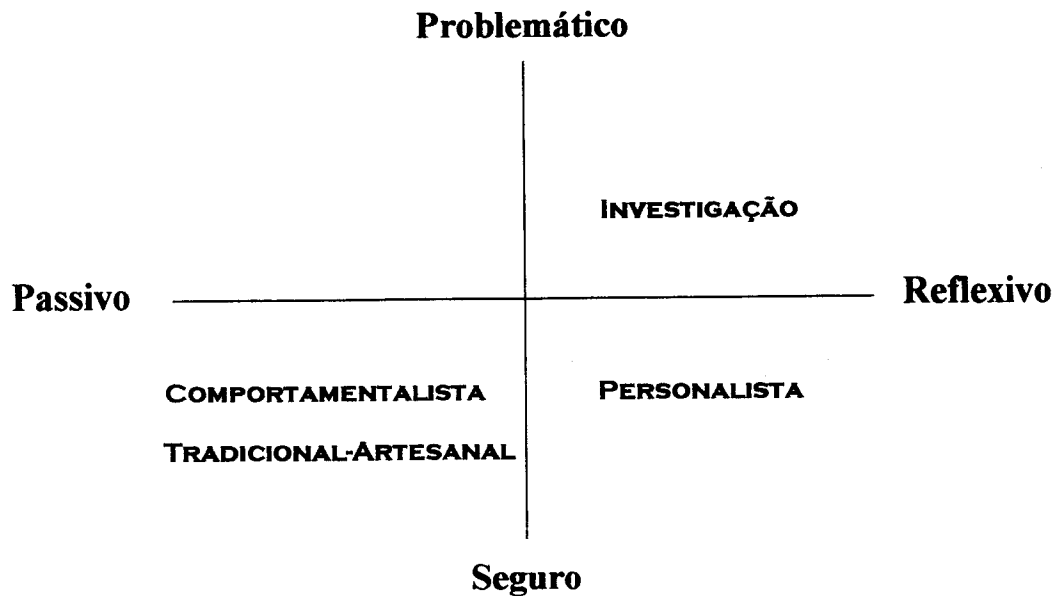 Problemático
INVESTIGAÇÃO
Passivo
Reflexivo
COMPORTAMENTALISTA
PERSONALISTA
TRADICIONAL-ARTESANAL
Seguro